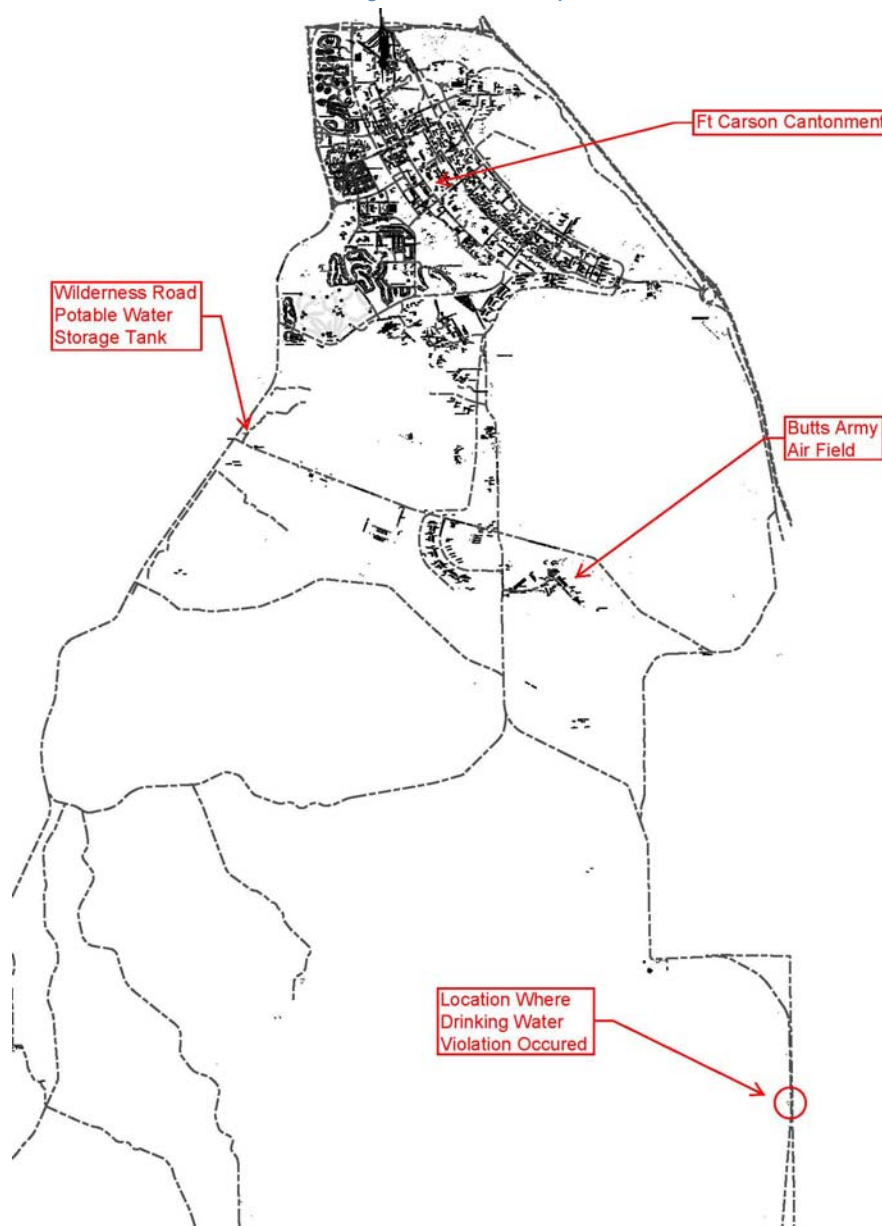 Ft Carson Cantonment
Wilderness Road
Potable Water
Storage Tank
Butts Army
Air Field
Location Where
Drinking Water
Violation Occured